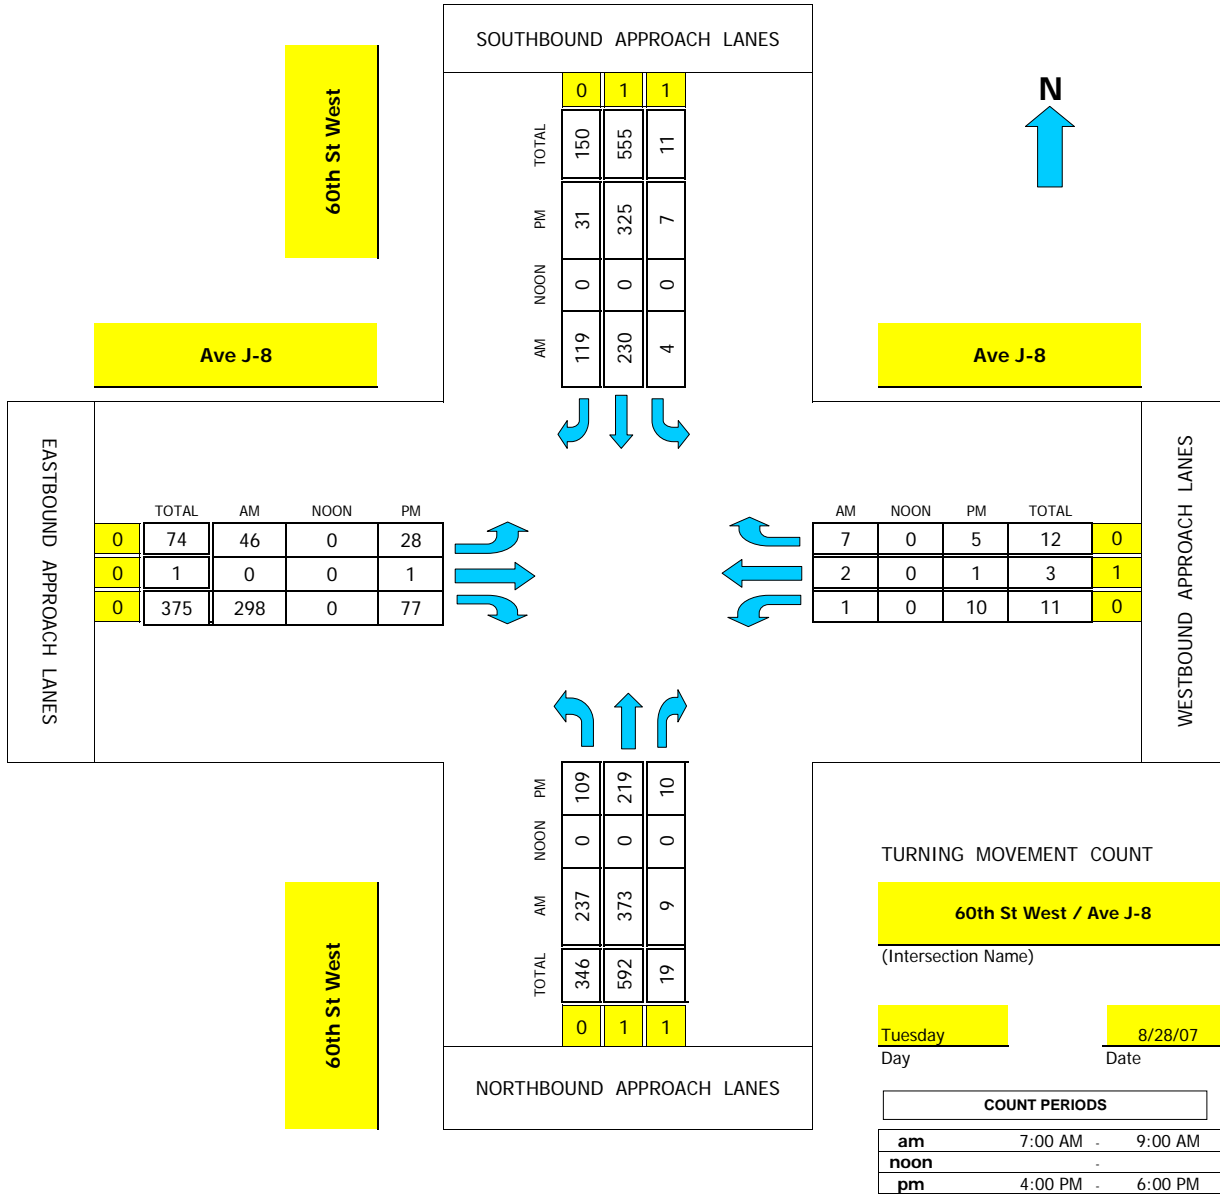 SOUTHBOUND APPROACH LANES
0 1 1
TOTAL 150 555 11
PM 31 325 7
NOON 0 0 0
AM 119 230 4
60th St West
N
Ave J-8
Ave J-8
EASTBOUND APPROACH LANES
TOTAL AM NOON PM
0 74 46 0 28
0 1 0 0 1
0 375 298 0 77
AM NOON PM TOTAL
7 0 5 12 0
2 0 1 3 1
1 0 10 11 0
WESTBOUND APPROACH LANES
PM 109 219 10
NOON 0 0 0
AM 237 373 9
TOTAL 346 592 19
0 1 1
NORTHBOUND APPROACH LANES
60th St West
TURNING MOVEMENT COUNT
60th St West / Ave J-8
(Intersection Name)
Tuesday 8/28/07
Day Date
COUNT PERIODS
am 7:00 AM - 9:00 AM
noon -
pm 4:00 PM - 6:00 PM